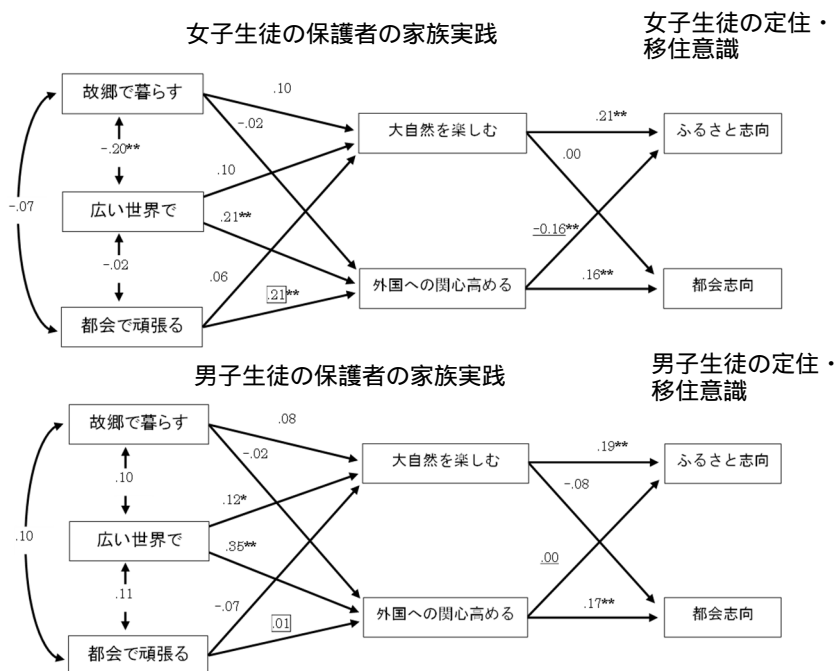 女子生徒の保護者の家族実践
女子生徒の定住・
移住意識
故郷で暮らす
.10
-.02
大自然を楽しむ
.21**
ふるさと志向
-.20**
.10
.00
-.07
広い世界で
.21**
-0.16**
-.02
.06
外国への関心高める
.16**
都会志向
.21**
都会で頑張る
男子生徒の保護者の家族実践
男子生徒の定住・
移住意識
故郷で暮らす
.08
-.02
大自然を楽しむ
.19**
ふるさと志向
.10
.12*
-.08
.10
広い世界で
.35**
.00
.11
-.07
外国への関心高める
.17**
都会志向
.01
都会で頑張る